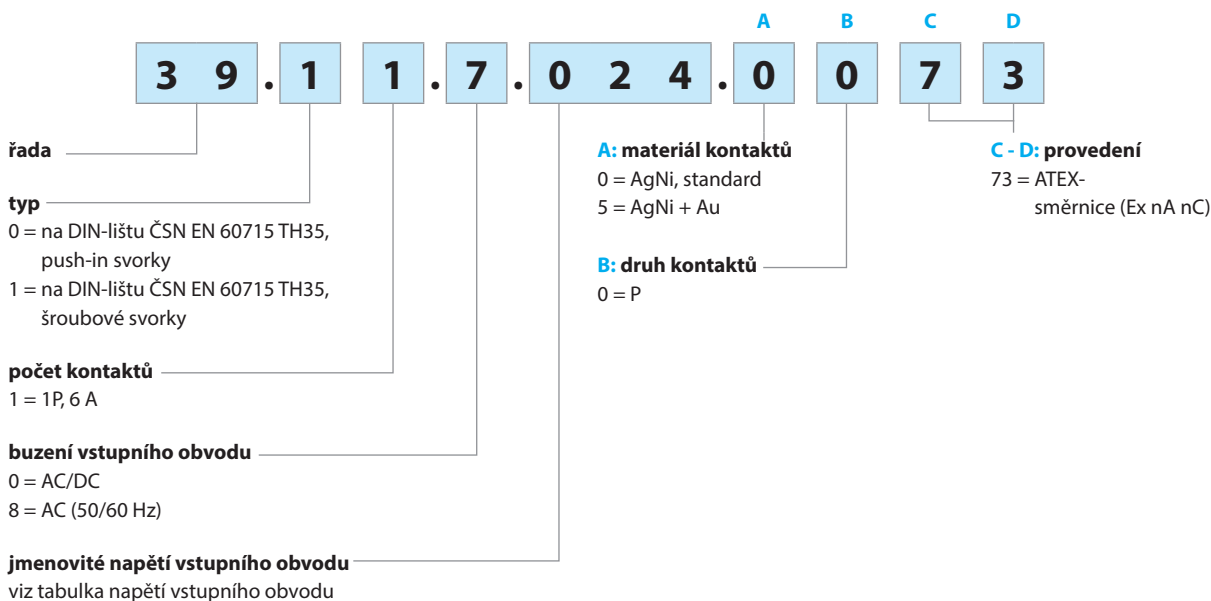 A B C D
3 9 . 1 1 . 7 . 0 2 4 . 0 0 7 3
řada
typ
0 = na DIN-lištu ČSN EN 60715 TH35,
push-in svorky
1 = na DIN-lištu ČSN EN 60715 TH35,
šroubové svorky
počet kontaktů
1 = 1P, 6 A
buzení vstupního obvodu
0 = AC/DC
8 = AC (50/60 Hz)
jmenovité napětí vstupního obvodu
viz tabulka napětí vstupního obvodu
A: materiál kontaktů
0 = AgNi, standard
5 = AgNi + Au
B: druh kontaktů
0 = P
C - D: provedení
73 = ATEX-
směrnice (Ex nA nC)